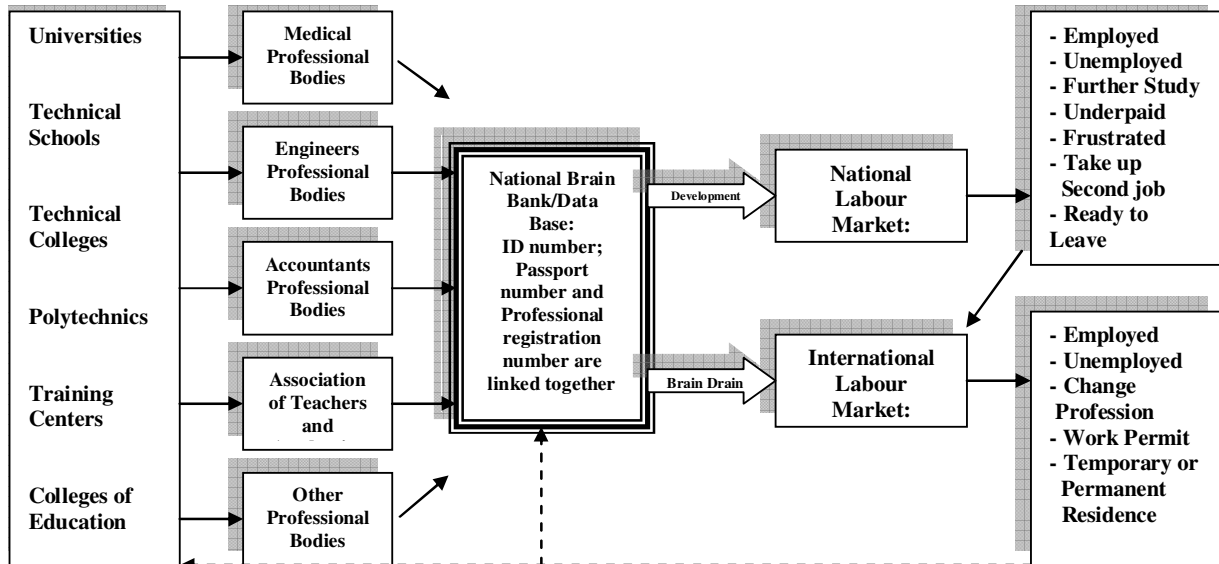 Universities
Technical
Schools
Technical
Colleges
Polytechnics
Training
Centers
Colleges of
Education
Medical
Professional
Bodies
Engineers
Professional
Bodies
Accountants
Professional
Bodies
Association
of Teachers
and
Other
Professional
Bodies
National Brain
Bank/Data
Base:
ID number;
Passport
number and
Professional
registration
number are
linked together
Development
Brain Drain
National
Labour
Market:
International
Labour
Market:
- Employed
- Unemployed
- Further Study
- Underpaid
- Frustrated
- Take up
Second job
- Ready to
Leave
- Employed
- Unemployed
- Change
Profession
- Work Permit
- Temporary or
Permanent
Residence